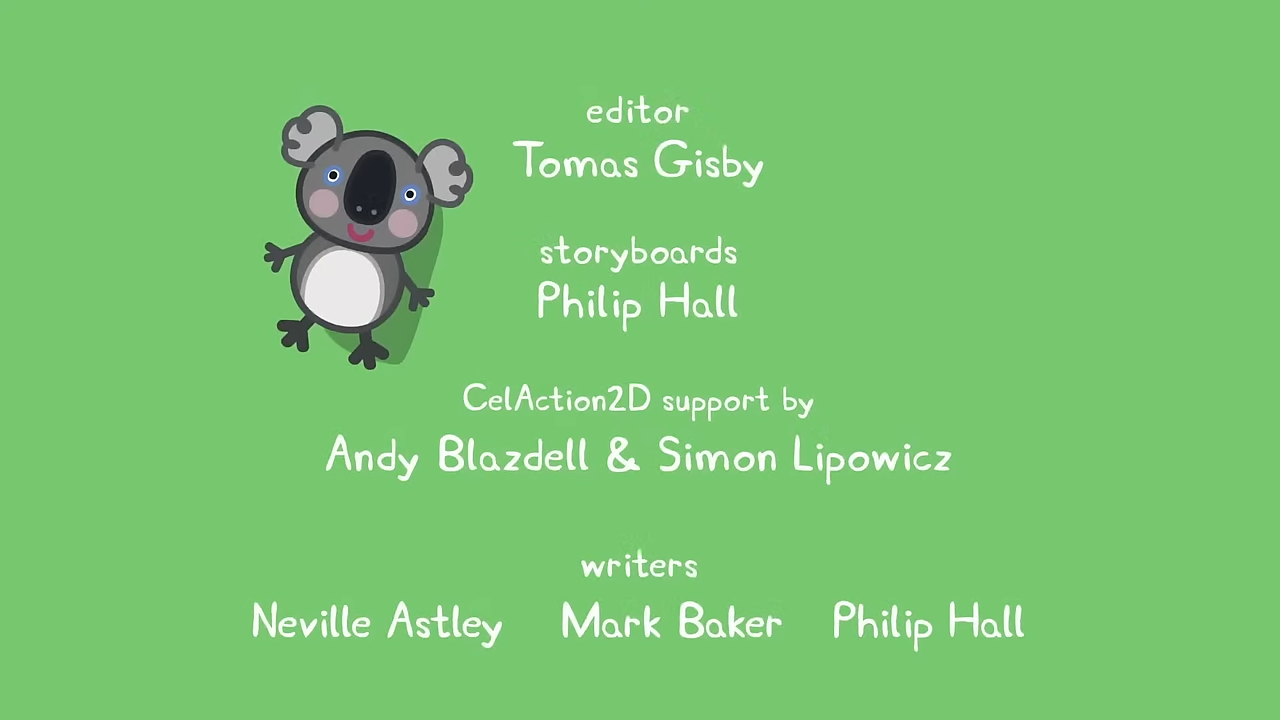 editor
Tomas Gisby
storyboards
Philip Hall
CelAction2D support by
Andy Blazdell & Simon Lipowicz
writers
Neville Astley Mark Baker Philip Hall